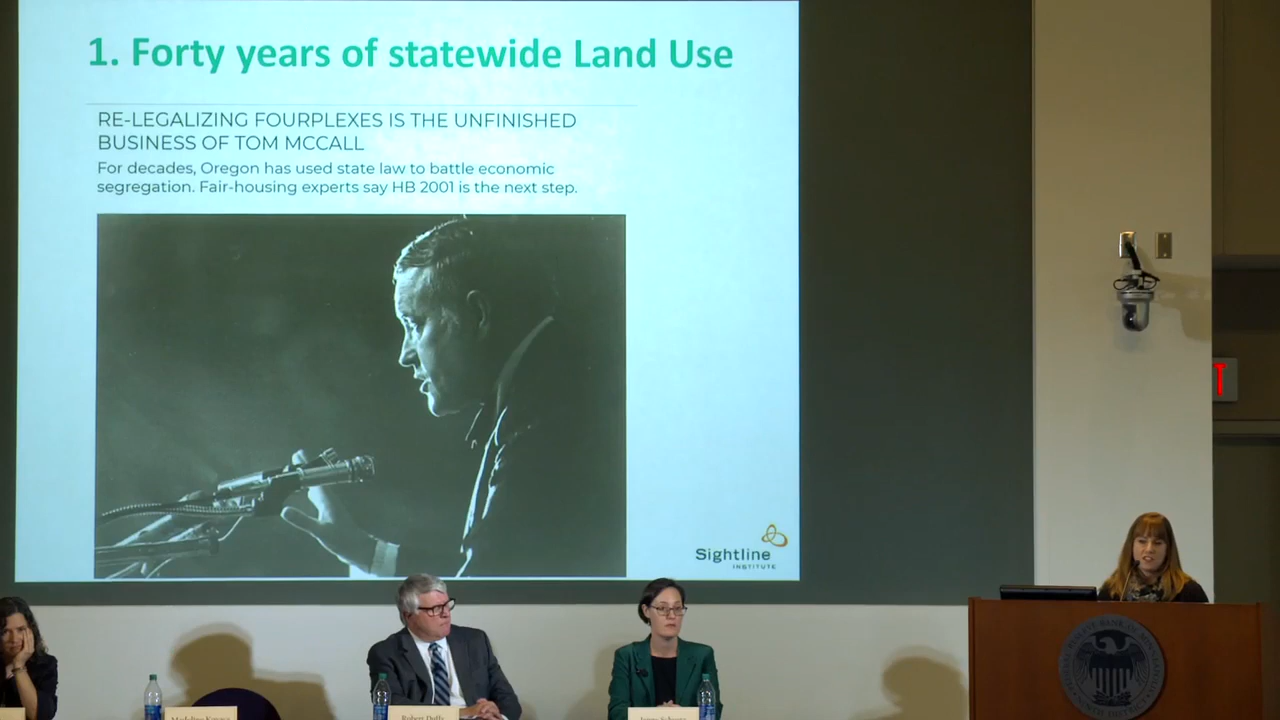 1. Forty years of statewide Land Use
RE-LEGALIZING FOURPLEXES IS THE UNFINISHED
BUSINESS OF TOM MCCALL
For decades, Oregon has used state law to battle economic
segregation. Fair-housing experts say HB 2001 is the next step.
Sightline
INSTITUTE
Robert Dietz